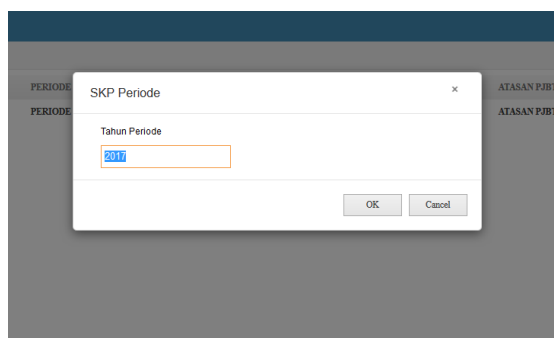 SKP Periode ×
PERIODE ATASAN PJBT
PERIODE ATASAN PJBT
Tahun Periode
2017
OK Cancel